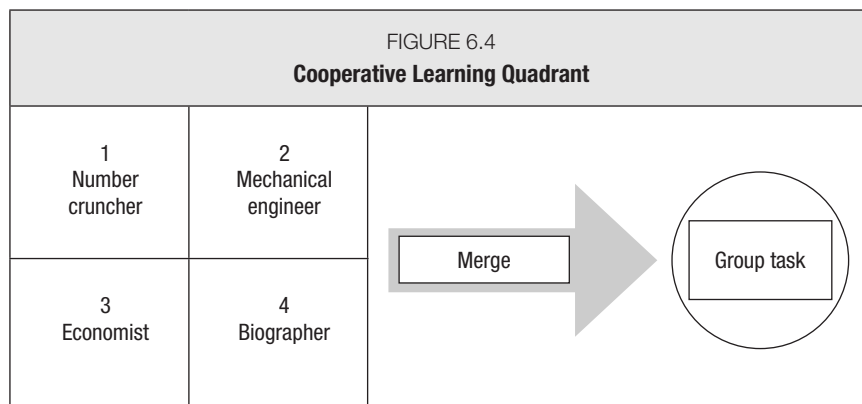 FIGURE 6.4
Cooperative Learning Quadrant
1
Number
cruncher
2
Mechanical
engineer
3
Economist
4
Biographer
Merge
Group task